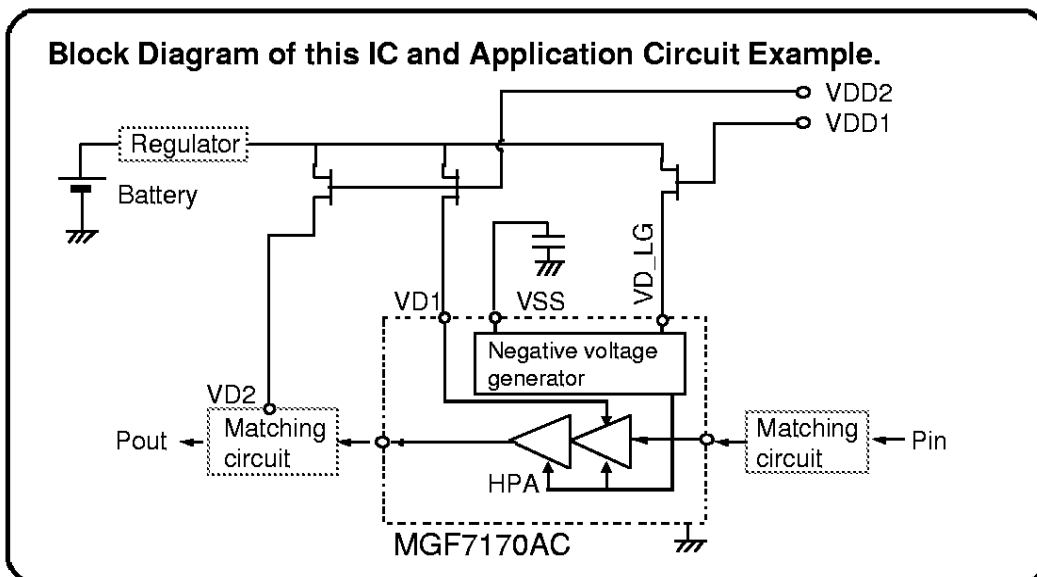 Block Diagram of this IC and Application Circuit Example.
VDD2
VDD1
Regulator
Battery
VD_LG
VD1
VSS
Negative voltage
generator
VD2
Pout
Matching
circuit
HPA
Matching
circuit
Pin
MGF7170AC